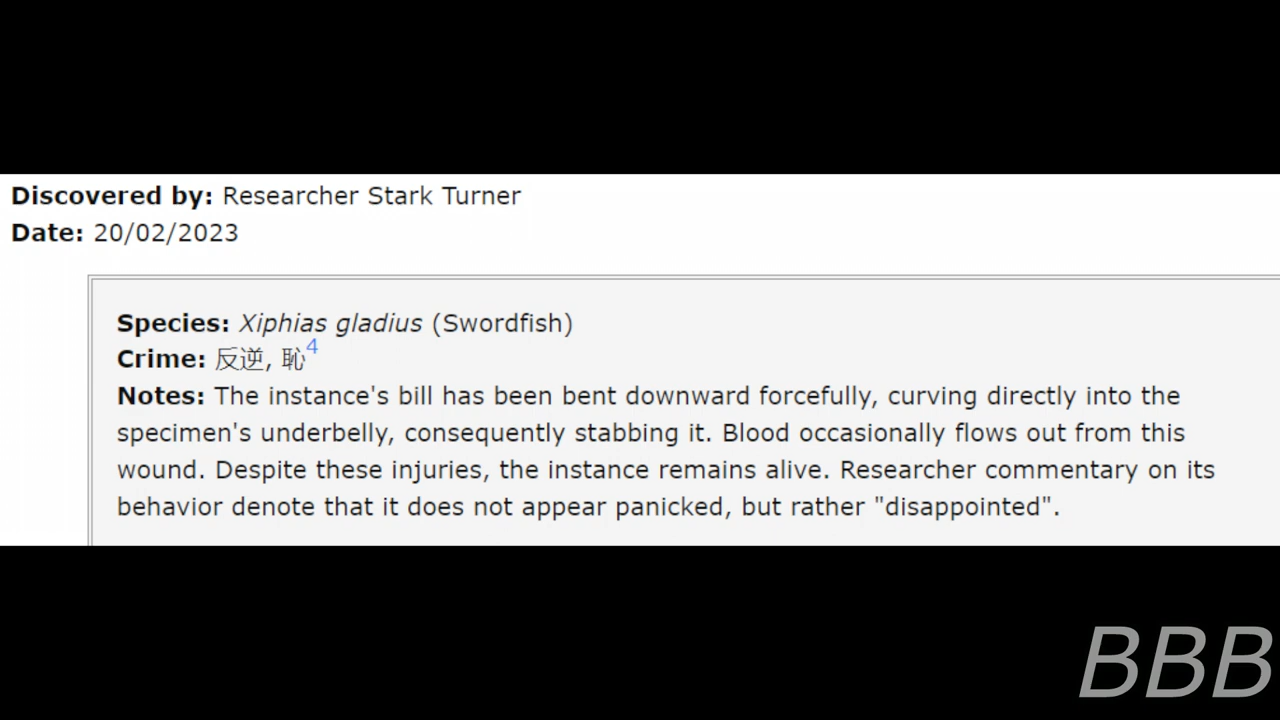 Discovered by: Researcher Stark Turner
Date: 20/02/2023
Species: Xiphias gladius (Swordfish)
Crime: 反逆, 恥4
Notes: The instance's bill has been bent downward forcefully, curving directly into the
specimen's underbelly, consequently stabbing it. Blood occasionally flows out from this
wound. Despite these injuries, the instance remains alive. Researcher commentary on its
behavior denote that it does not appear panicked, but rather "disappointed".
BBB